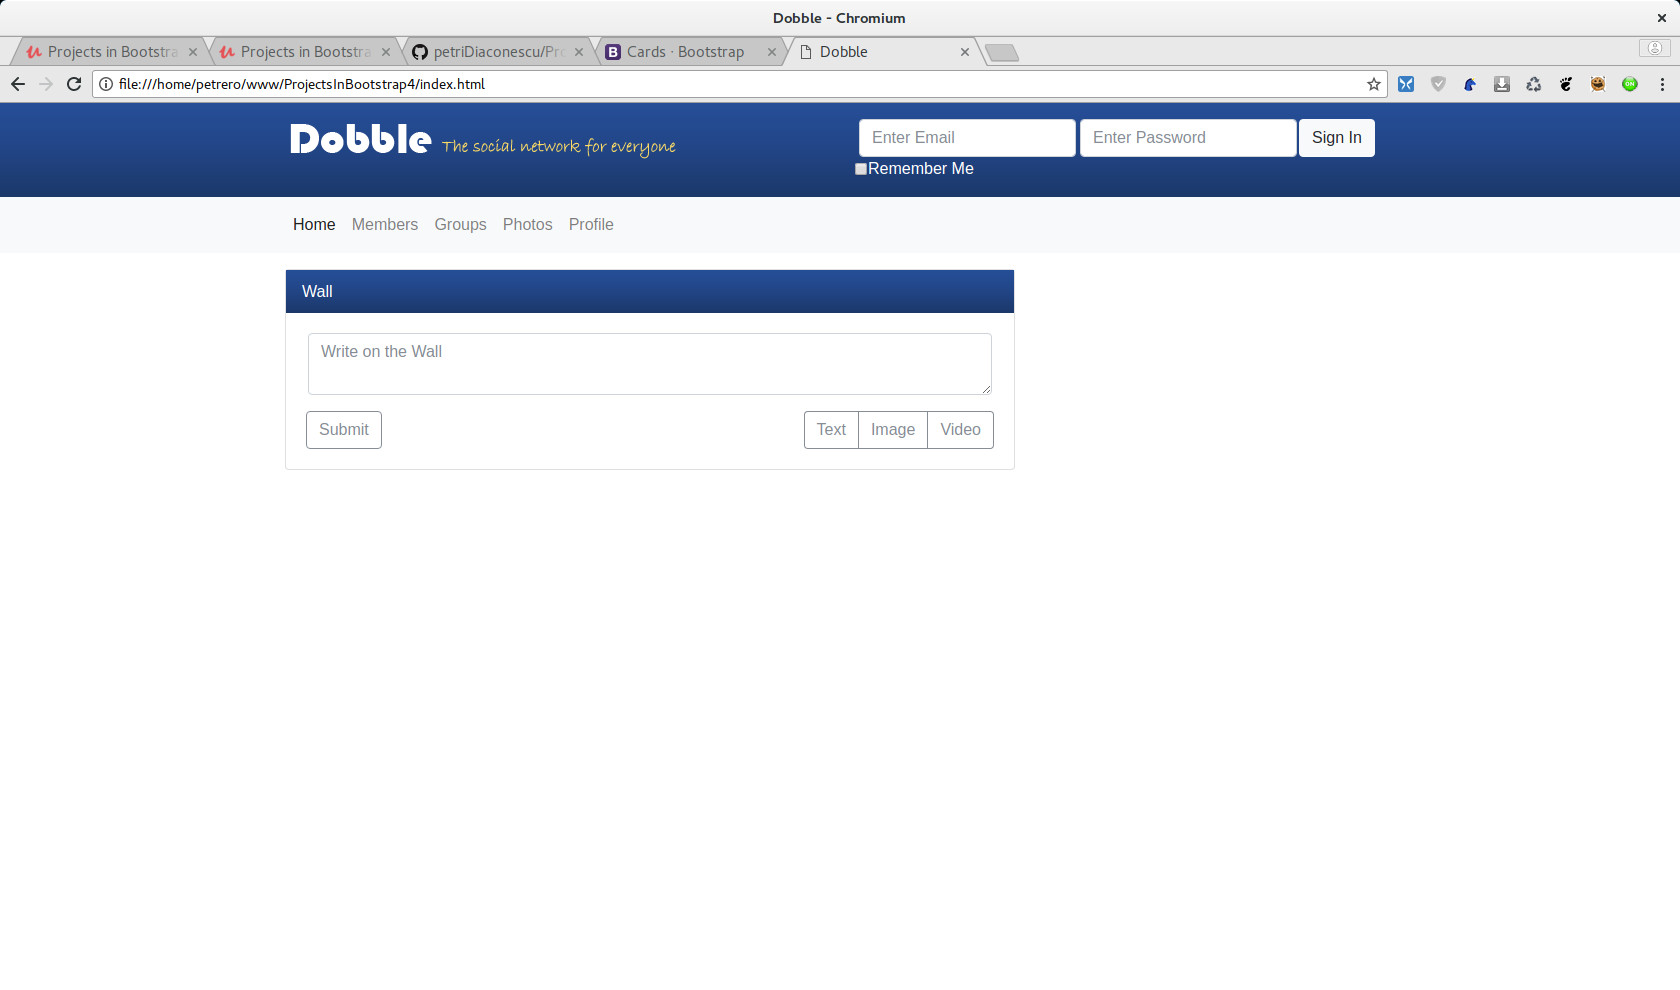 Dobble - Chromium
Projects in Bootstra
Projects in Bootstra
petriDiaconescu/Pro
Cards · Bootstrap
Dobble
file:///home/petrero/www/ProjectsInBootstrap4/index.html
Dobble The social network for everyone
Enter Email
Enter Password
Sign In
Remember Me
Home Members Groups Photos Profile
Wall
Write on the Wall
Submit
Text Image Video